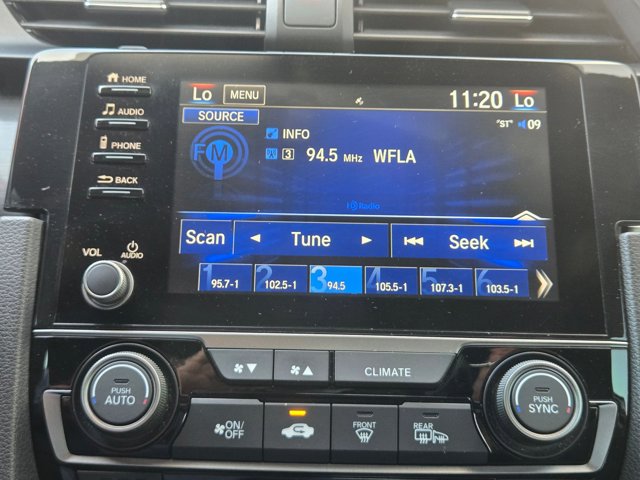 HOME
AUDIO
PHONE
BACK
VOL AUDIO
Lo MENU 11:20 Lo
SOURCE "ST" 09
FM
INFO
3 94.5 MHz WFLA
HD Radio
Scan Tune Seek
1 95.7-1 2 102.5-1 3 94.5 4 105.5-1 5 107.3-1 6 103.5-1
CLIMATE
PUSH AUTO
PUSH SYNC
ON/OFF
FRONT
REAR